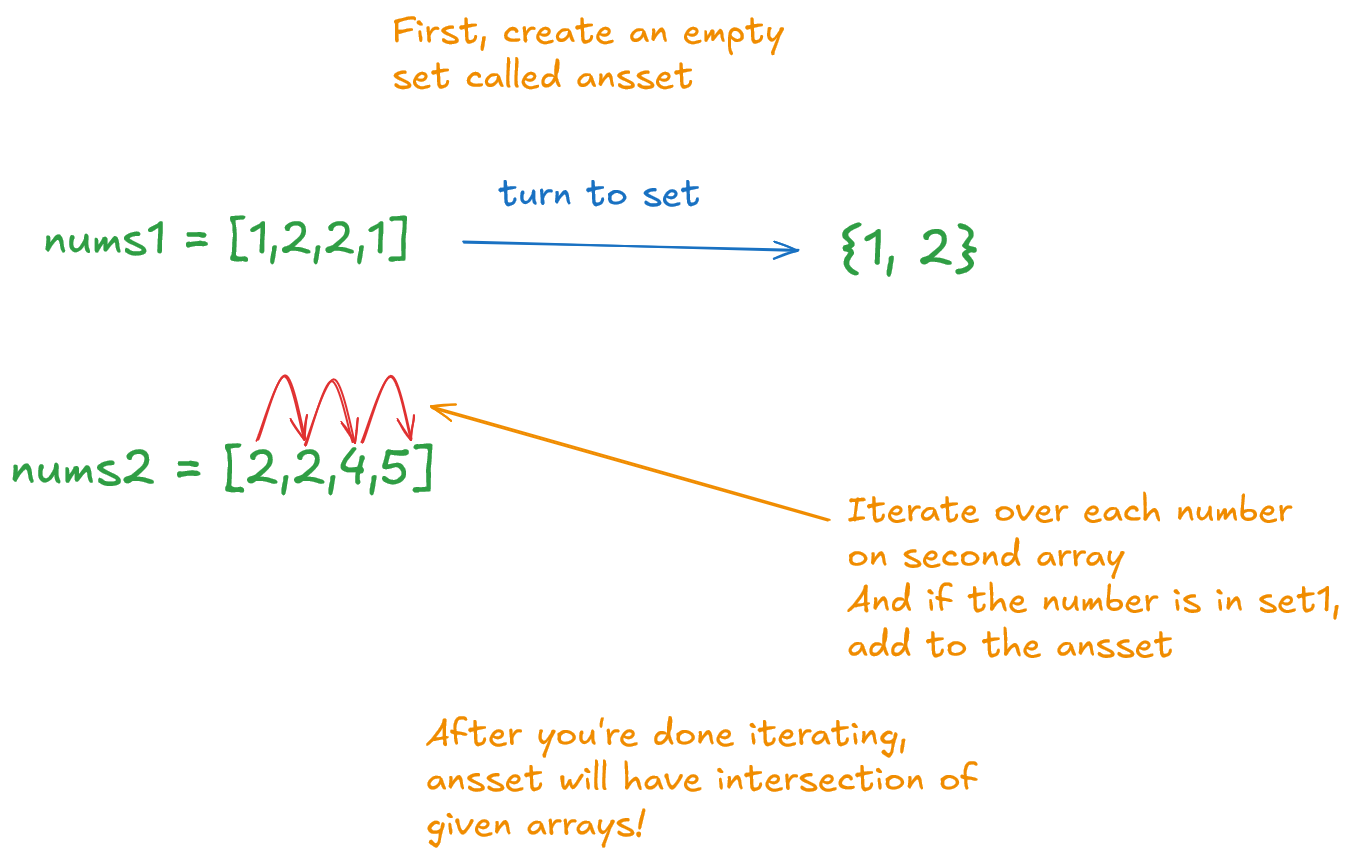 First, create an empty
set called ansset
turn to set
nums1 = [1,2,2,1]
{1, 2}
nums2 = [2,2,4,5]
Iterate over each number
on second array
And if the number is in set1,
add to the ansset
After you're done iterating,
ansset will have intersection of
given arrays!